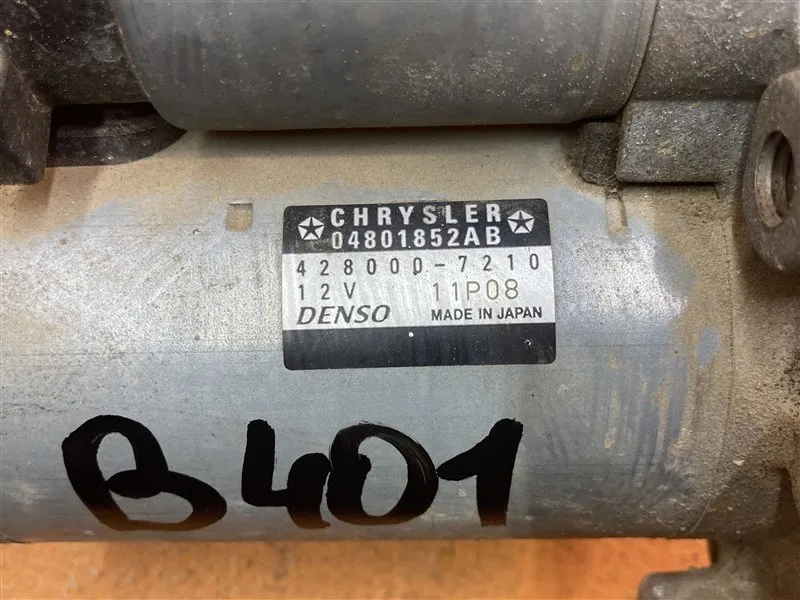 CHRYSLER
04801852AB
428000-7210
12V 11P08
DENSO MADE IN JAPAN
B401